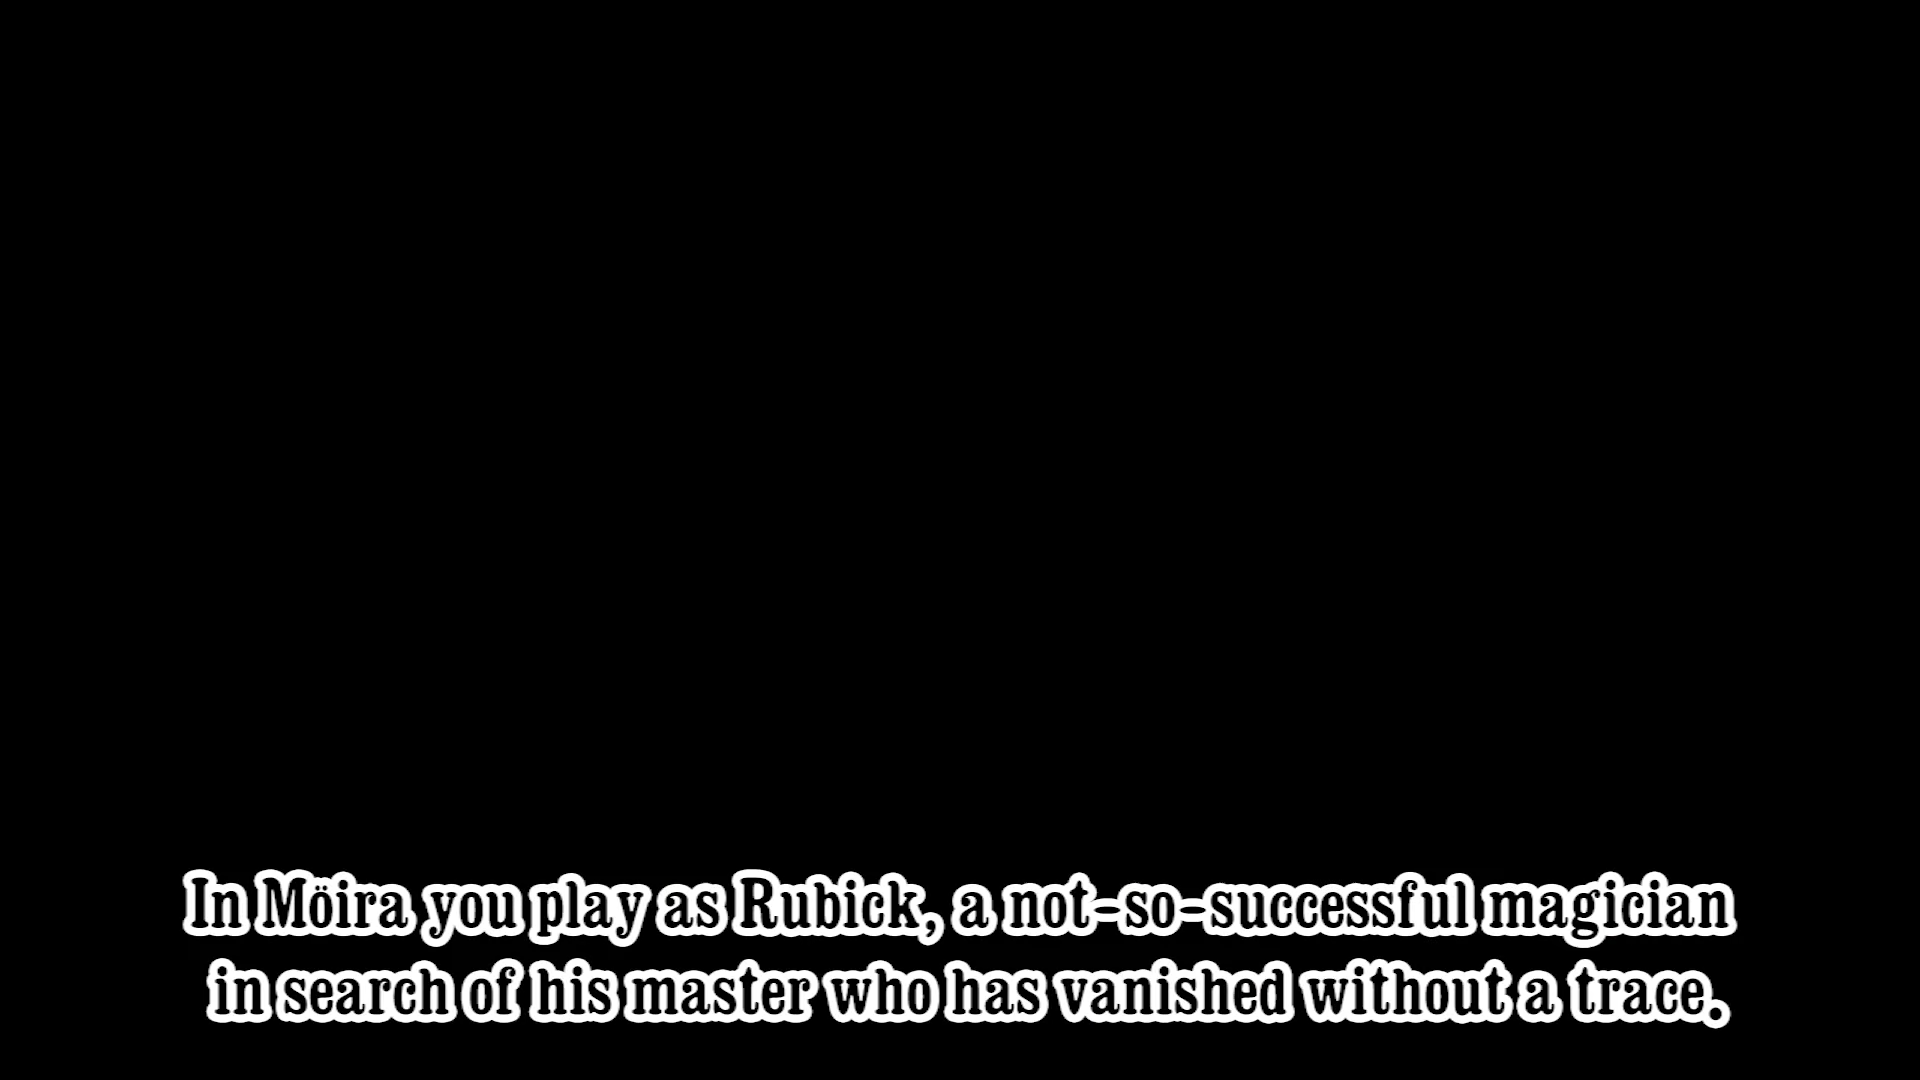 In Möira you play as Rubick, a not-so-successful magician
in search of his master who has vanished without a trace.